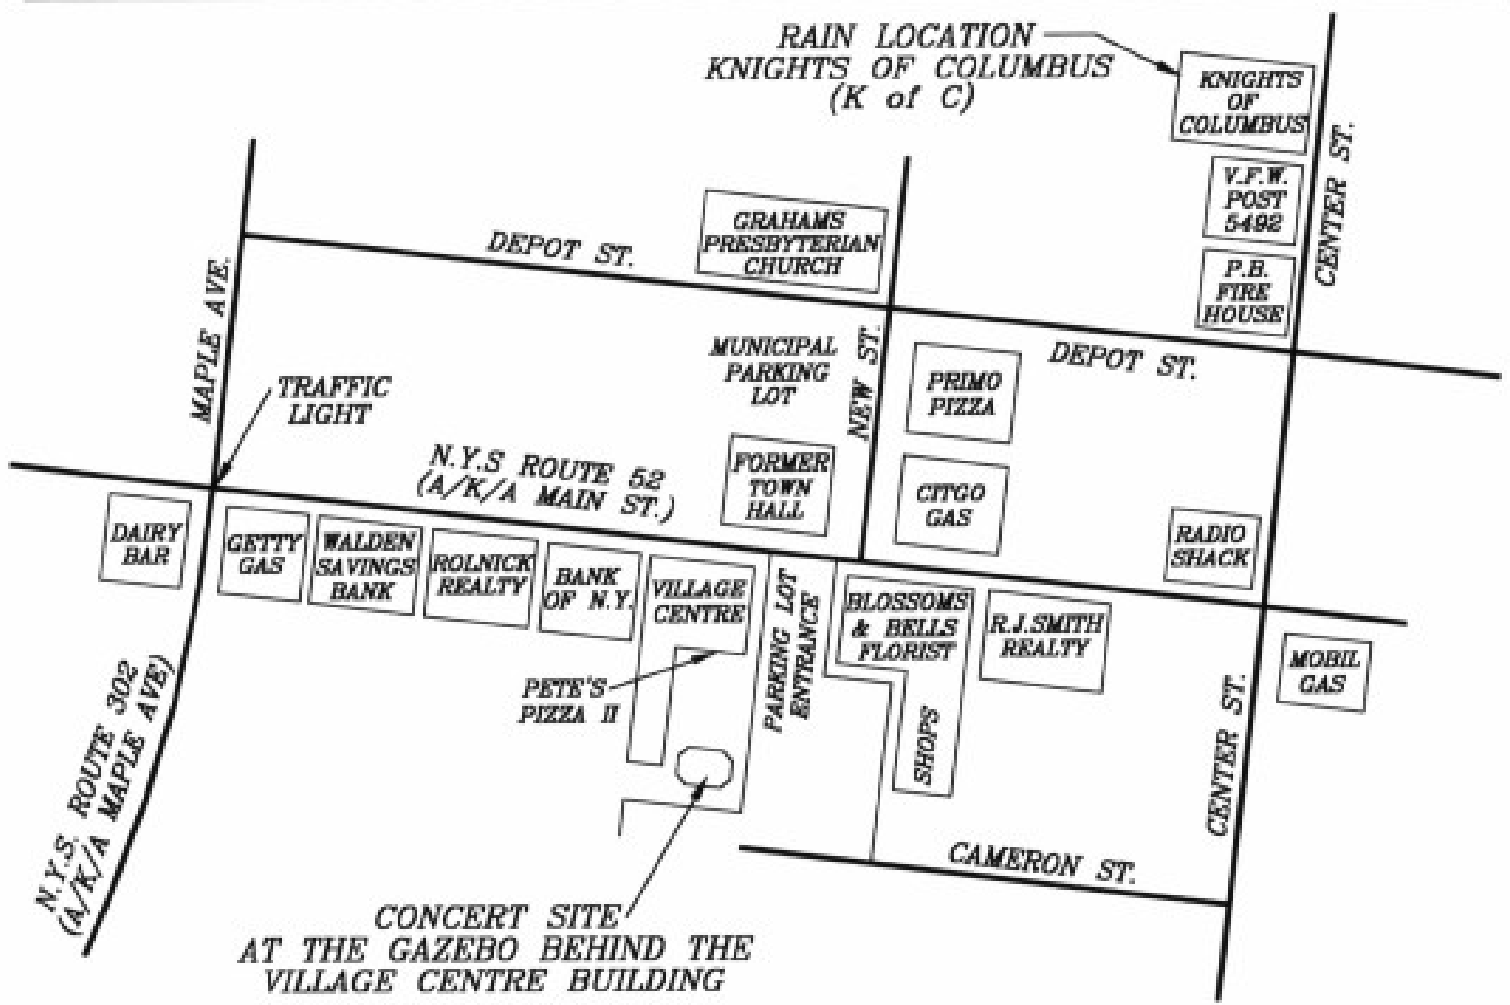 RAIN LOCATION
KNIGHTS OF COLUMBUS
(K of C)
KNIGHTS
OF
COLUMBUS
CENTER ST.
V.F.W.
POST
5492
P.B.
FIRE
HOUSE
GRAHAMS
PRESBYTERIAN
CHURCH
DEPOT ST.
MAPLE AVE.
TRAFFIC
LIGHT
MUNICIPAL
PARKING
LOT
NEW ST.
PRIMO
PIZZA
DEPOT ST.
N.Y.S ROUTE 52
(A/K/A MAIN ST.)
FORMER
TOWN
HALL
CITGO
GAS
RADIO
SHACK
DAIRY
BAR
GETTY
GAS
WALDEN
SAVINGS
BANK
ROLNICK
REALTY
BANK
OF N.Y.
VILLAGE
CENTRE
PARKING LOT
ENTRANCE
BLOSSOMS
& BELLS
FLORIST
R.J.SMITH
REALTY
MOBIL
GAS
PETE'S
PIZZA II
SHOPS
CENTER ST.
N.Y.S. ROUTE 302
(A/K/A MAPLE AVE)
CAMERON ST.
CONCERT SITE
AT THE GAZEBO BEHIND THE
VILLAGE CENTRE BUILDING